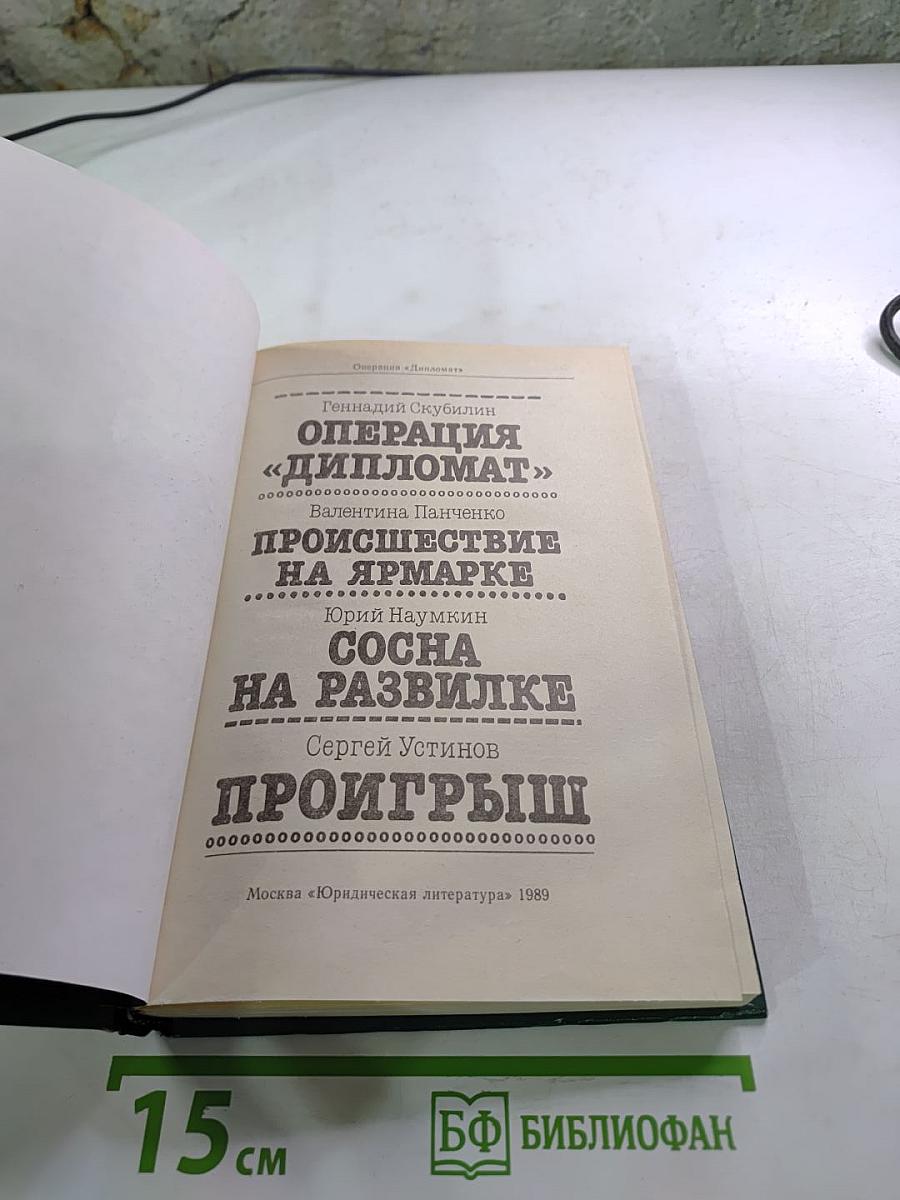 Операция «Дипломат»
Геннадий Скубилин
ОПЕРАЦИЯ
«ДИПЛОМАТ»
Валентина Панченко
ПРОИСШЕСТВИЕ
НА ЯРМАРКЕ
Юрий Наумкин
СОСНА
НА РАЗВИЛКЕ
Сергей Устинов
ПРОИГРЫШ
Москва «Юридическая литература» 1989
15 см
БФ БИБЛИОФАН